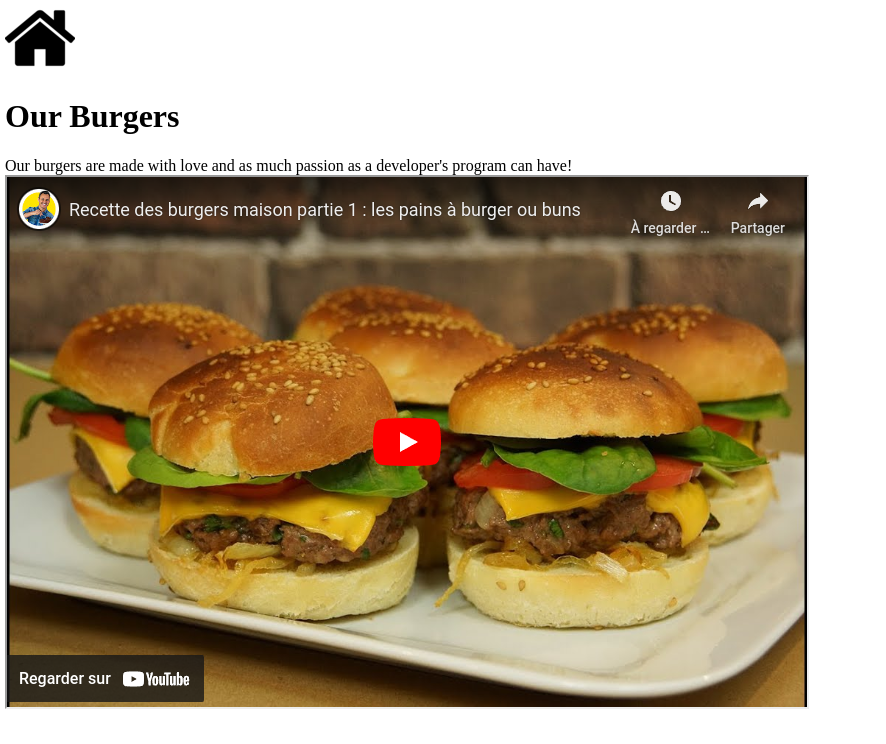 Our Burgers
Our burgers are made with love and as much passion as a developer's program can have!
Recette des burgers maison partie 1 : les pains à burger ou buns
À regarder ...
Partager
Regarder sur YouTube